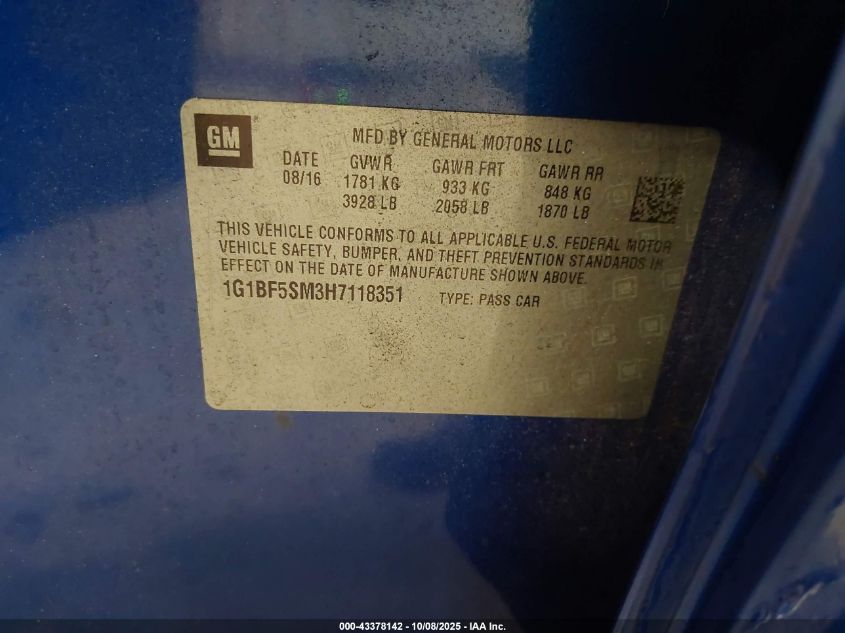 GM
MFD BY GENERAL MOTORS LLC
DATE GVWR GAWR FRT GAWR RR
08/16 1781 KG 933 KG 848 KG
3928 LB 2058 LB 1870 LB
THIS VEHICLE CONFORMS TO ALL APPLICABLE U.S. FEDERAL MOTOR
VEHICLE SAFETY, BUMPER, AND THEFT PREVENTION STANDARDS IN
EFFECT ON THE DATE OF MANUFACTURE SHOWN ABOVE.
1G1BF5SM3H7118351 TYPE: PASS CAR
000-43378142 - 10/08/2025 - IAA Inc.